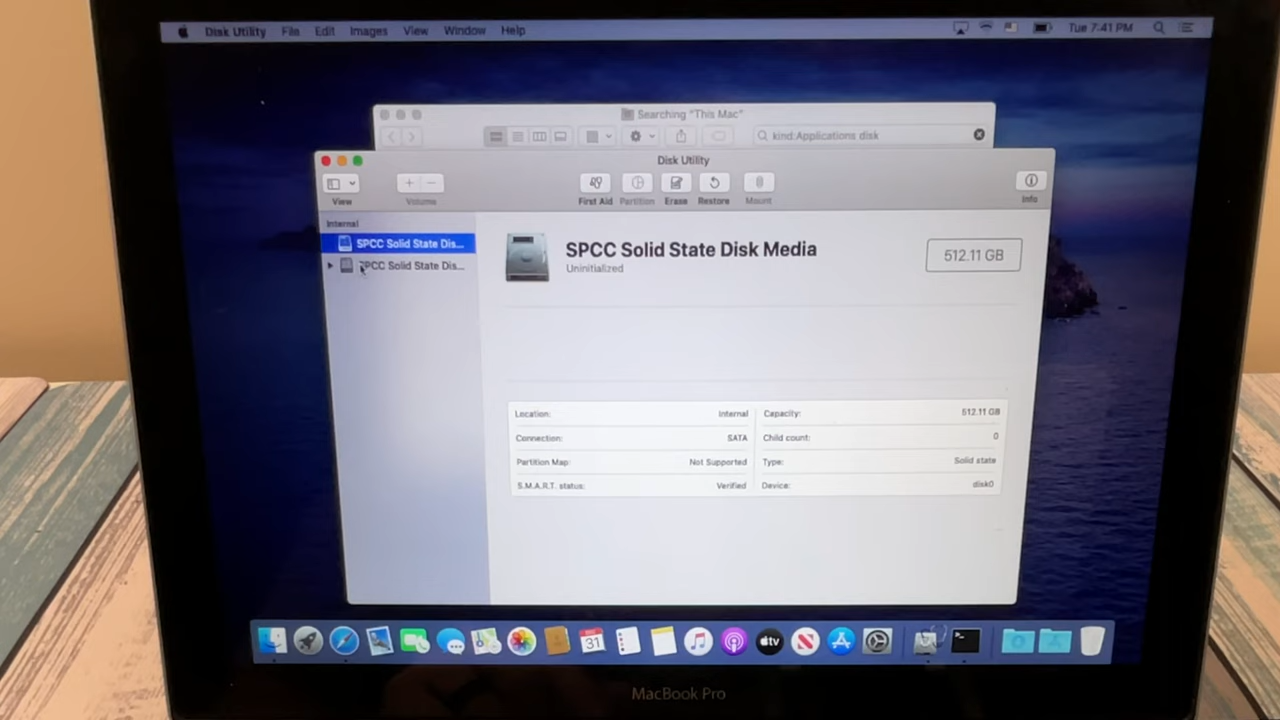 Disk Utility File Edit Images View Window Help Tue 7:41 PM
Searching "This Mac"
kind:Applications disk
Disk Utility
View Volume First Aid Partition Erase Restore Mount Info
Internal
SPCC Solid State Dis...
SPCC Solid State Dis...
SPCC Solid State Disk Media
Uninitialized
512.11 GB
Location: Internal
Connection: SATA
Partition Map: Not Supported
S.M.A.R.T. status: Verified
Capacity: 512.11 GB
Child count: 0
Type: Solid state
Device: disk0
31
tv
MacBook Pro